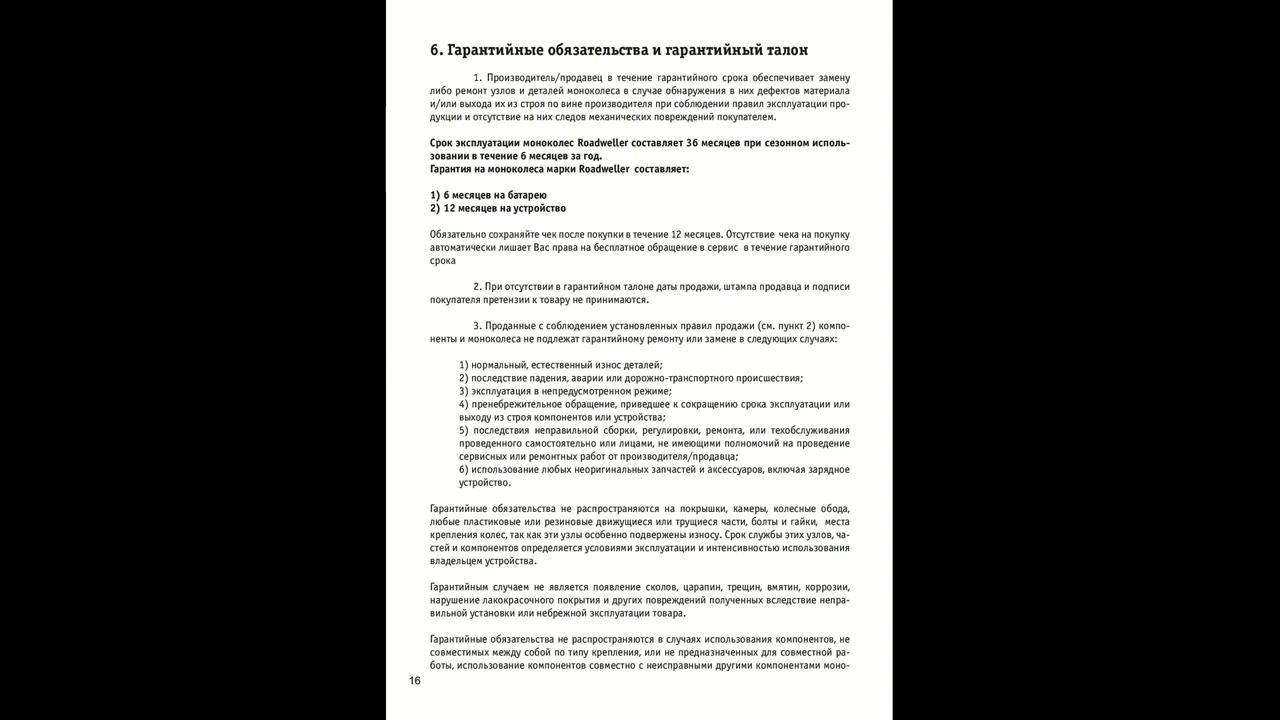 6. Гарантийные обязательства и гарантийный талон
1. Производитель/продавец в течение гарантийного срока обеспечивает замену
либо ремонт узлов и деталей моноколеса в случае обнаружения в них дефектов материала
и/или выхода их из строя по вине производителя при соблюдении правил эксплуатации про-
дукции и отсутствие на них следов механических повреждений покупателем.
Срок эксплуатации моноколес Roadweller составляет 36 месяцев при сезонном исполь-
зовании в течение 6 месяцев за год.
Гарантия на моноколеса марки Roadweller составляет:
1) 6 месяцев на батарею
2) 12 месяцев на устройство
Обязательно сохраняйте чек после покупки в течение 12 месяцев. Отсутствие чека на покупку
автоматически лишает Вас права на бесплатное обращение в сервис в течение гарантийного
срока
2. При отсутствии в гарантийном талоне даты продажи, штампа продавца и подписи
покупателя претензии к товару не принимаются.
3. Проданные с соблюдением установленных правил продажи (см. пункт 2) компо-
ненты и моноколеса не подлежат гарантийному ремонту или замене в следующих случаях:
1) нормальный, естественный износ деталей;
2) последствие падения, аварии или дорожно-транспортного происшествия;
3) эксплуатация в непредусмотренном режиме;
4) пренебрежительное обращение, приведшее к сокращению срока эксплуатации или
выходу из строя компонентов или устройства;
5) последствия неправильной сборки, регулировки, ремонта, или техобслуживания
проведенного самостоятельно или лицами, не имеющими полномочий на проведение
сервисных или ремонтных работ от производителя/продавца;
6) использование любых неоригинальных запчастей и аксессуаров, включая зарядное
устройство.
Гарантийные обязательства не распространяются на покрышки, камеры, колесные обода,
любые пластиковые или резиновые движущиеся или трущиеся части, болты и гайки, места
крепления колес, так как эти узлы особенно подвержены износу. Срок службы этих узлов, ча-
стей и компонентов определяется условиями эксплуатации и интенсивностью использования
владельцем устройства.
Гарантийным случаем не является появление сколов, царапин, трещин, вмятин, коррозии,
нарушение лакокрасочного покрытия и других повреждений полученных вследствие непра-
вильной установки или небрежной эксплуатации товара.
Гарантийные обязательства не распространяются в случаях использования компонентов, не
совместимых между собой по типу крепления, или не предназначенных для совместной ра-
боты, использование компонентов совместно с неисправными другими компонентами моно-
16